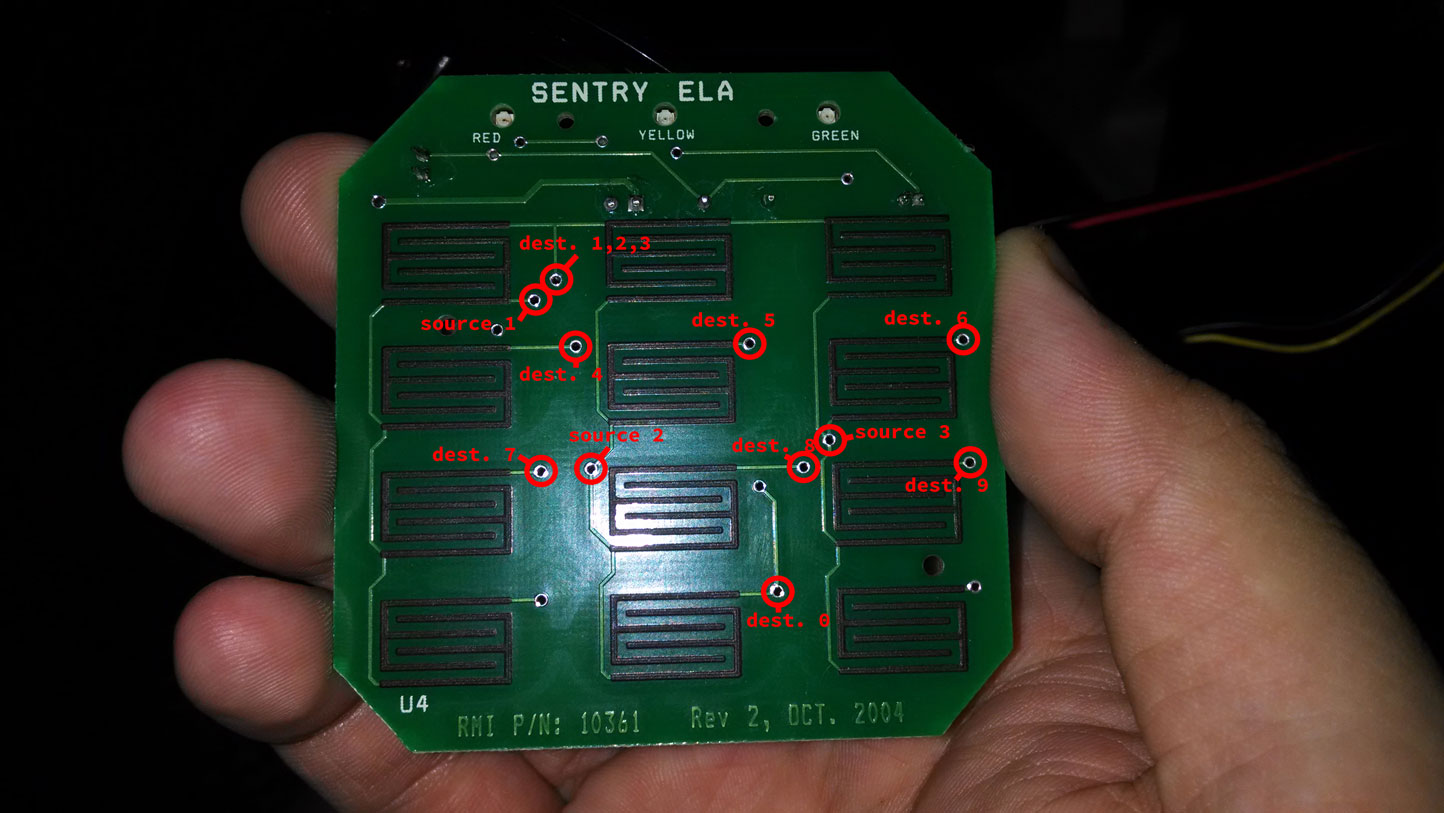 SENTRY ELA
RED
YELLOW
GREEN
dest. 1,2,3
source 1
dest. 5
dest. 6
dest. 4
source 2
dest. 8
source 3
dest. 7
dest. 9
dest. 0
U4
RMI P/N: 10361
Rev 2, OCT. 2004